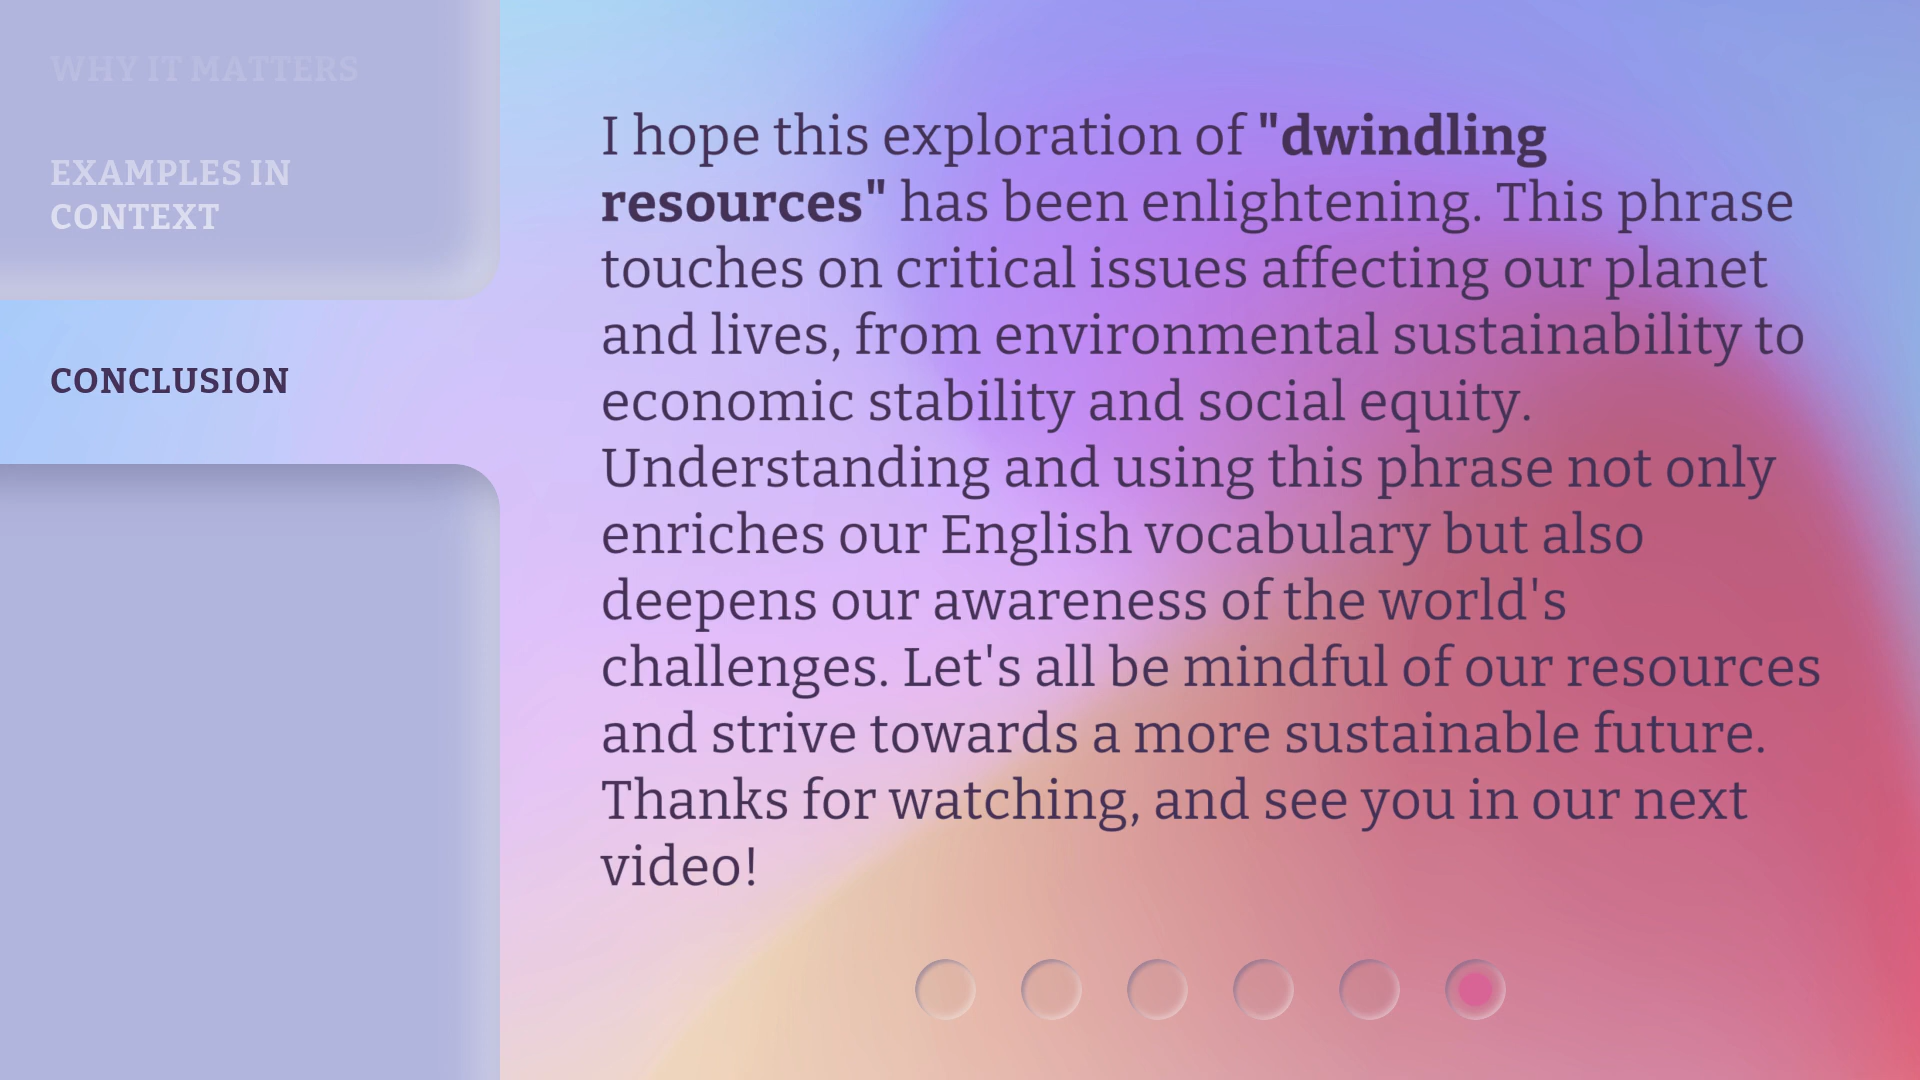 WHY IT MATTERS
EXAMPLES IN
CONTEXT
CONCLUSION
I hope this exploration of "dwindling
resources" has been enlightening. This phrase
touches on critical issues affecting our planet
and lives, from environmental sustainability to
economic stability and social equity.
Understanding and using this phrase not only
enriches our English vocabulary but also
deepens our awareness of the world's
challenges. Let's all be mindful of our resources
and strive towards a more sustainable future.
Thanks for watching, and see you in our next
video!